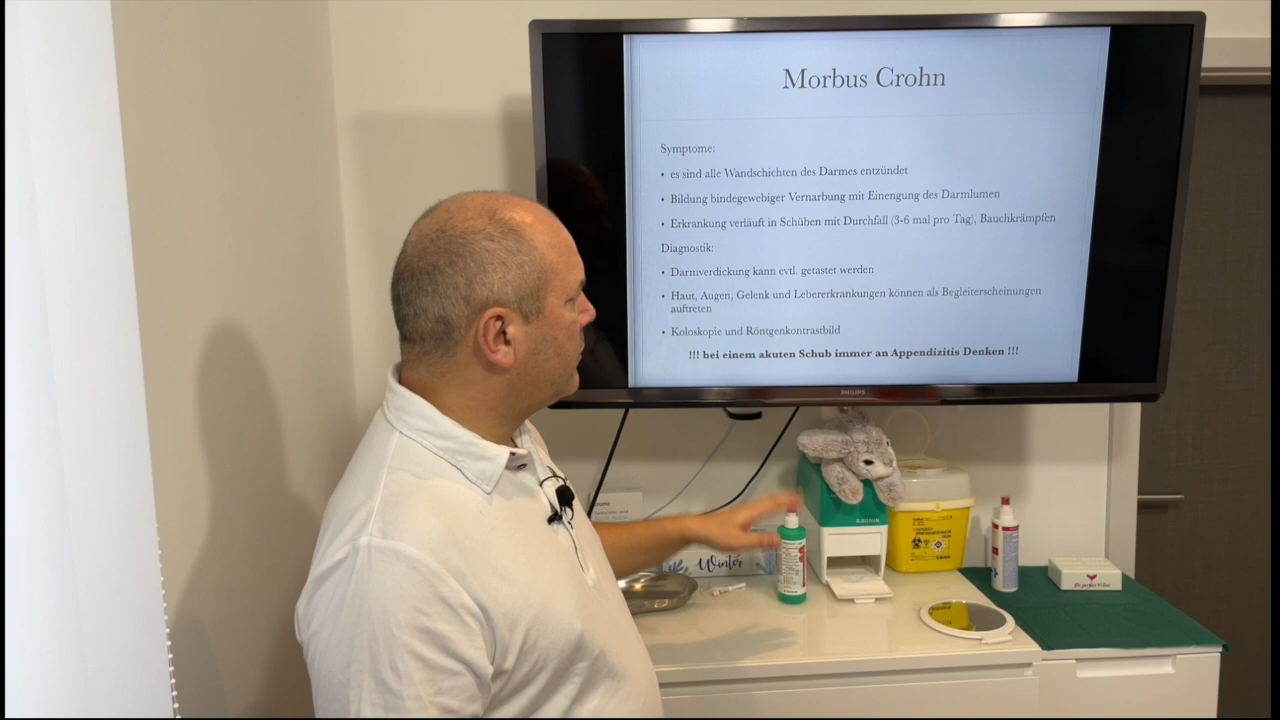 Morbus Crohn
Symptome:
• es sind alle Wandschichten des Darmes entzündet
• Bildung bindegewebiger Vernarbung mit Einengung des Darmlumen
• Erkrankung verläuft in Schüben mit Durchfall (3-6 mal pro Tag), Bauchkrämpfen
Diagnostik:
• Darmverdickung kann evtl. getastet werden
• Haut, Augen, Gelenk und Lebererkrankungen können als Begleiterscheinungen
auftreten
• Koloskopie und Röntgenkontrastbild
!!! bei einem akuten Schub immer an Appendizitis Denken !!!
PHILIPS
B. BRAUN
Winter